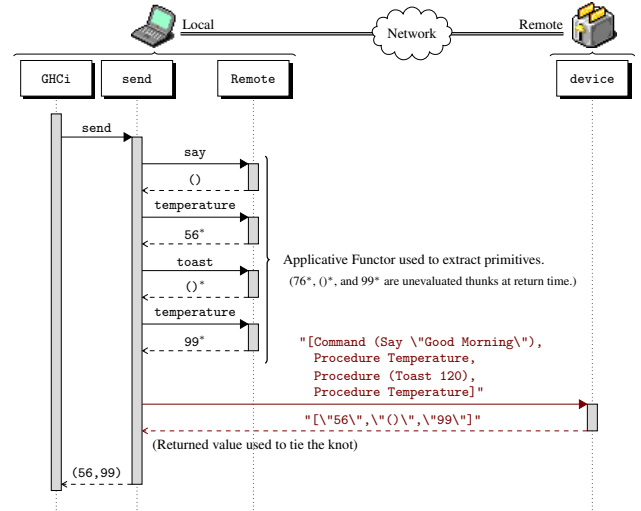 Local
Network
Remote
GHCi
send
Remote
device
send
say
()
temperature
56*
toast
()*
temperature
99*
Applicative Functor used to extract primitives.
(76*, ()*, and 99* are unevaluated thunks at return time.)
"[Command (Say \"Good Morning\"),
Procedure Temperature,
Procedure (Toast 120),
Procedure Temperature]"
"[\"56\",\"()\",\"99\"]"
(Returned value used to tie the knot)
(56,99)